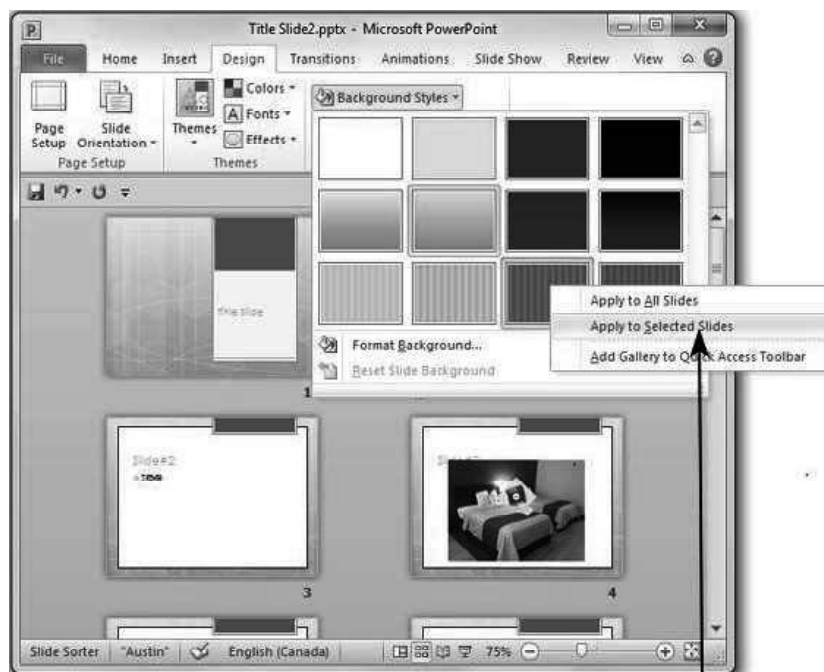 Title Slide2.pptx - Microsoft PowerPoint
File Home Insert Design Transitions Animations Slide Show Review View
Page Setup
Slide Orientation
Page Setup
Themes
Colors
Fonts
Effects
Themes
Background Styles
Apply to All Slides
Apply to Selected Slides
Add Gallery to Quick Access Toolbar
Format Background...
Reset Slide Background
Title Slide
1
Slide#2
3
4
Slide Sorter "Austin" English (Canada) 75%